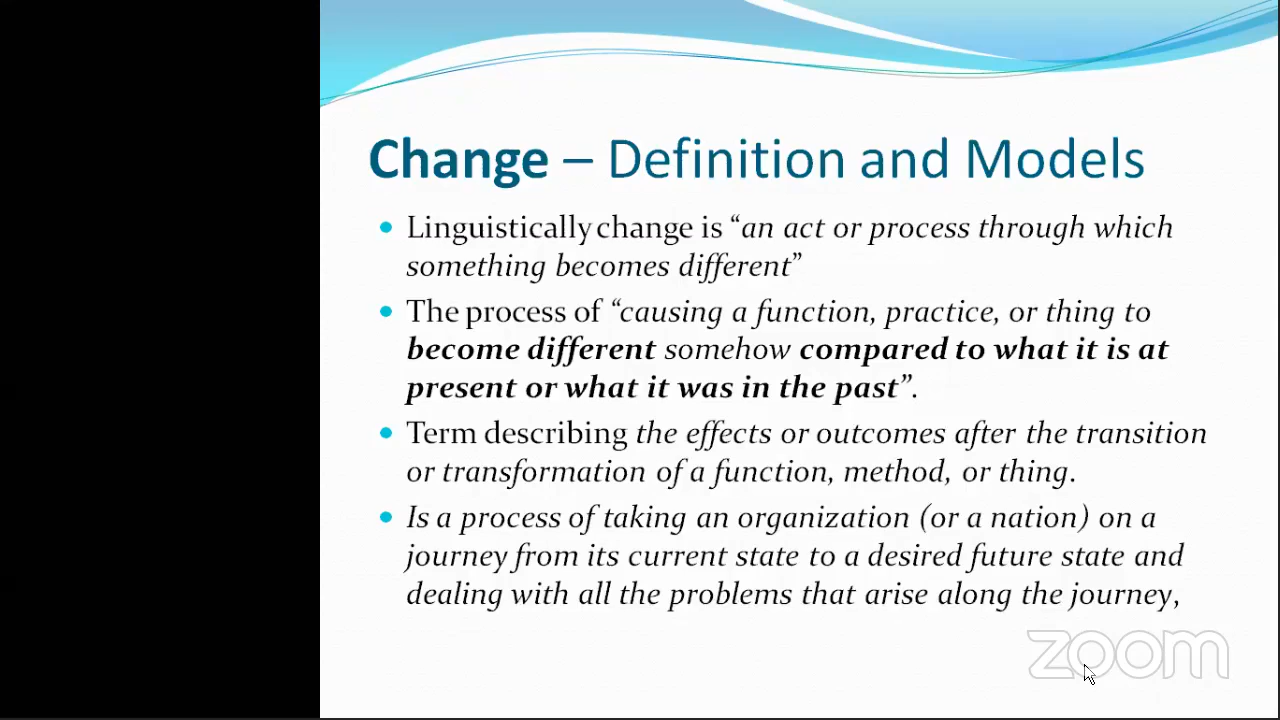 Change – Definition and Models
• Linguistically change is “an act or process through which
something becomes different”
• The process of “causing a function, practice, or thing to
become different somehow compared to what it is at
present or what it was in the past”.
• Term describing the effects or outcomes after the transition
or transformation of a function, method, or thing.
• Is a process of taking an organization (or a nation) on a
journey from its current state to a desired future state and
dealing with all the problems that arise along the journey,
zoom